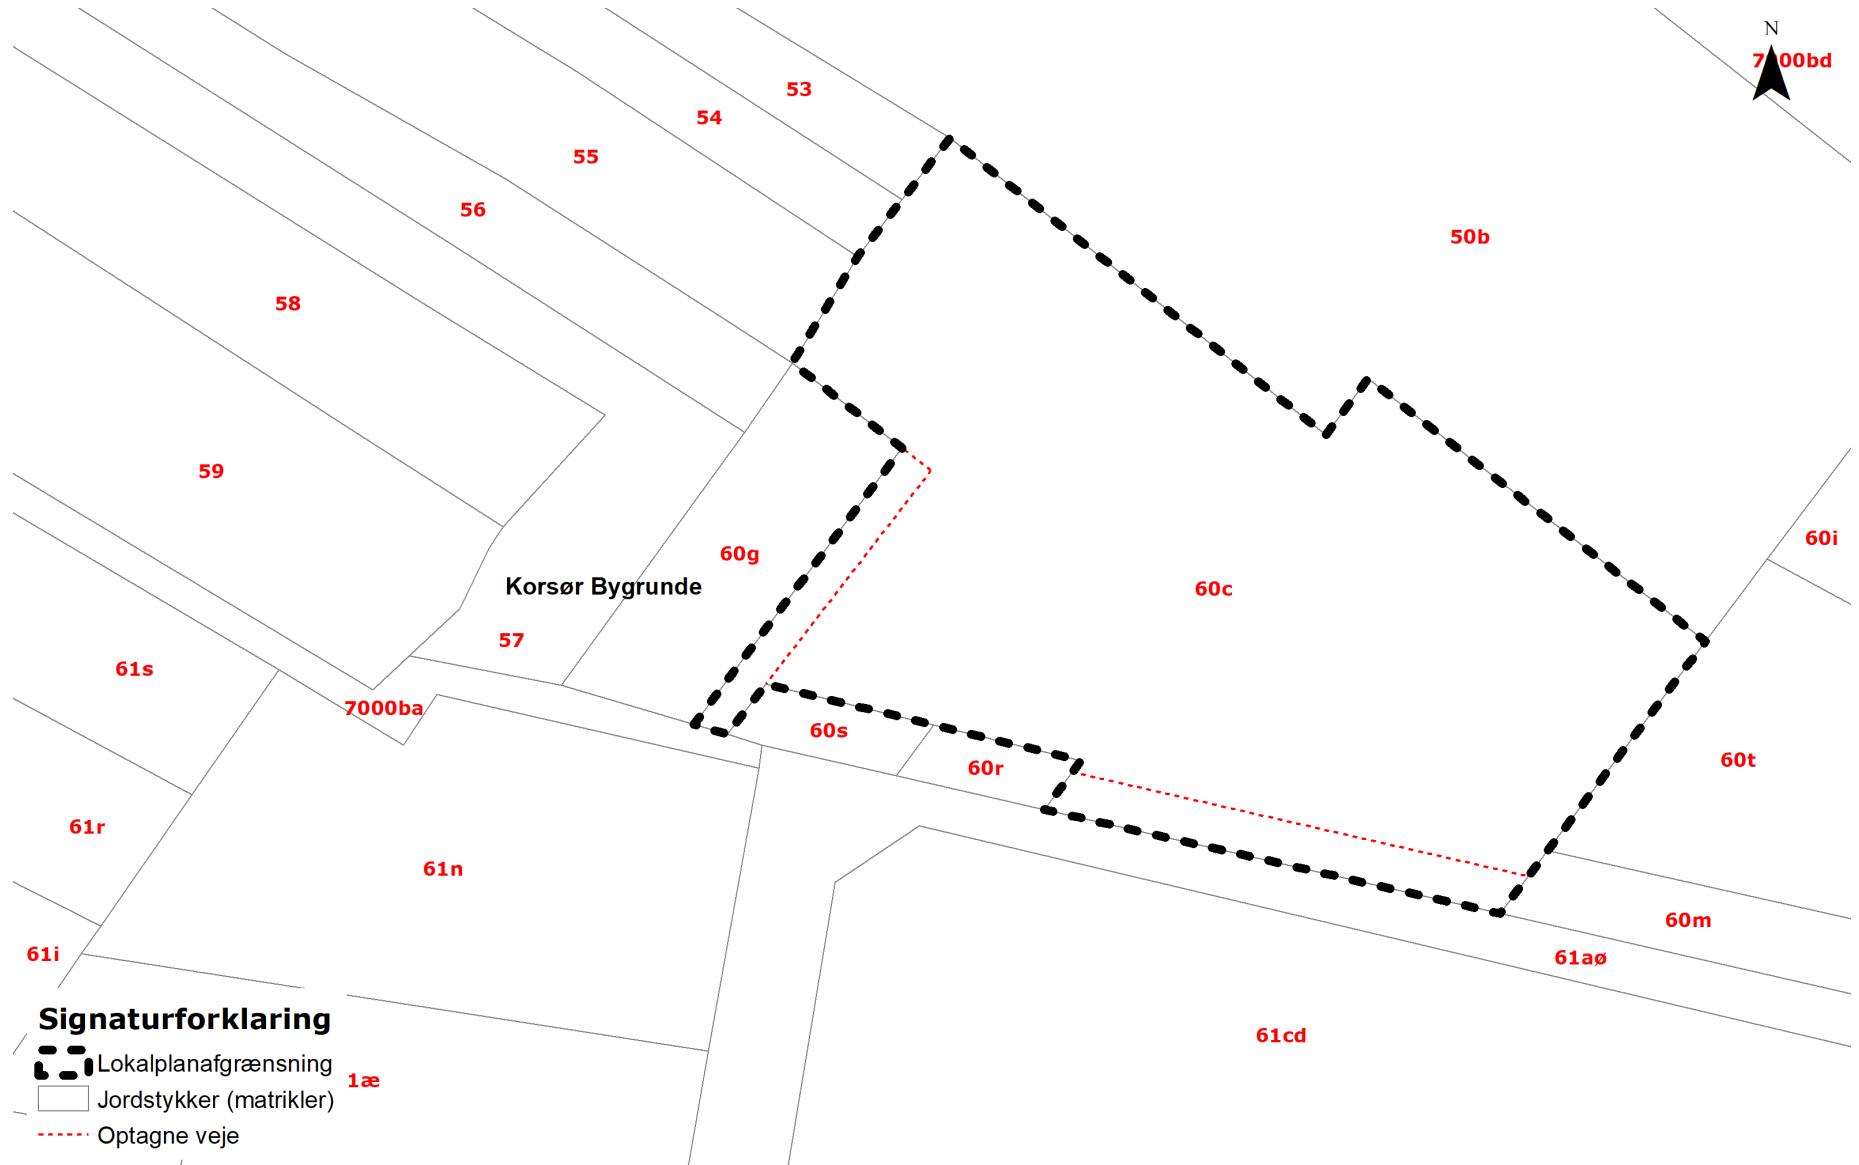 N
7000bd
53
54
55
56
50b
58
59
60i
60g
Korsør Bygrunde
60c
57
61s
7000ba
60s
60r
60t
61r
61n
60m
61i
61aø
Signaturforklaring
61cd
Lokalplanafgrænsning
1æ
Jordstykker (matrikler)
Optagne veje